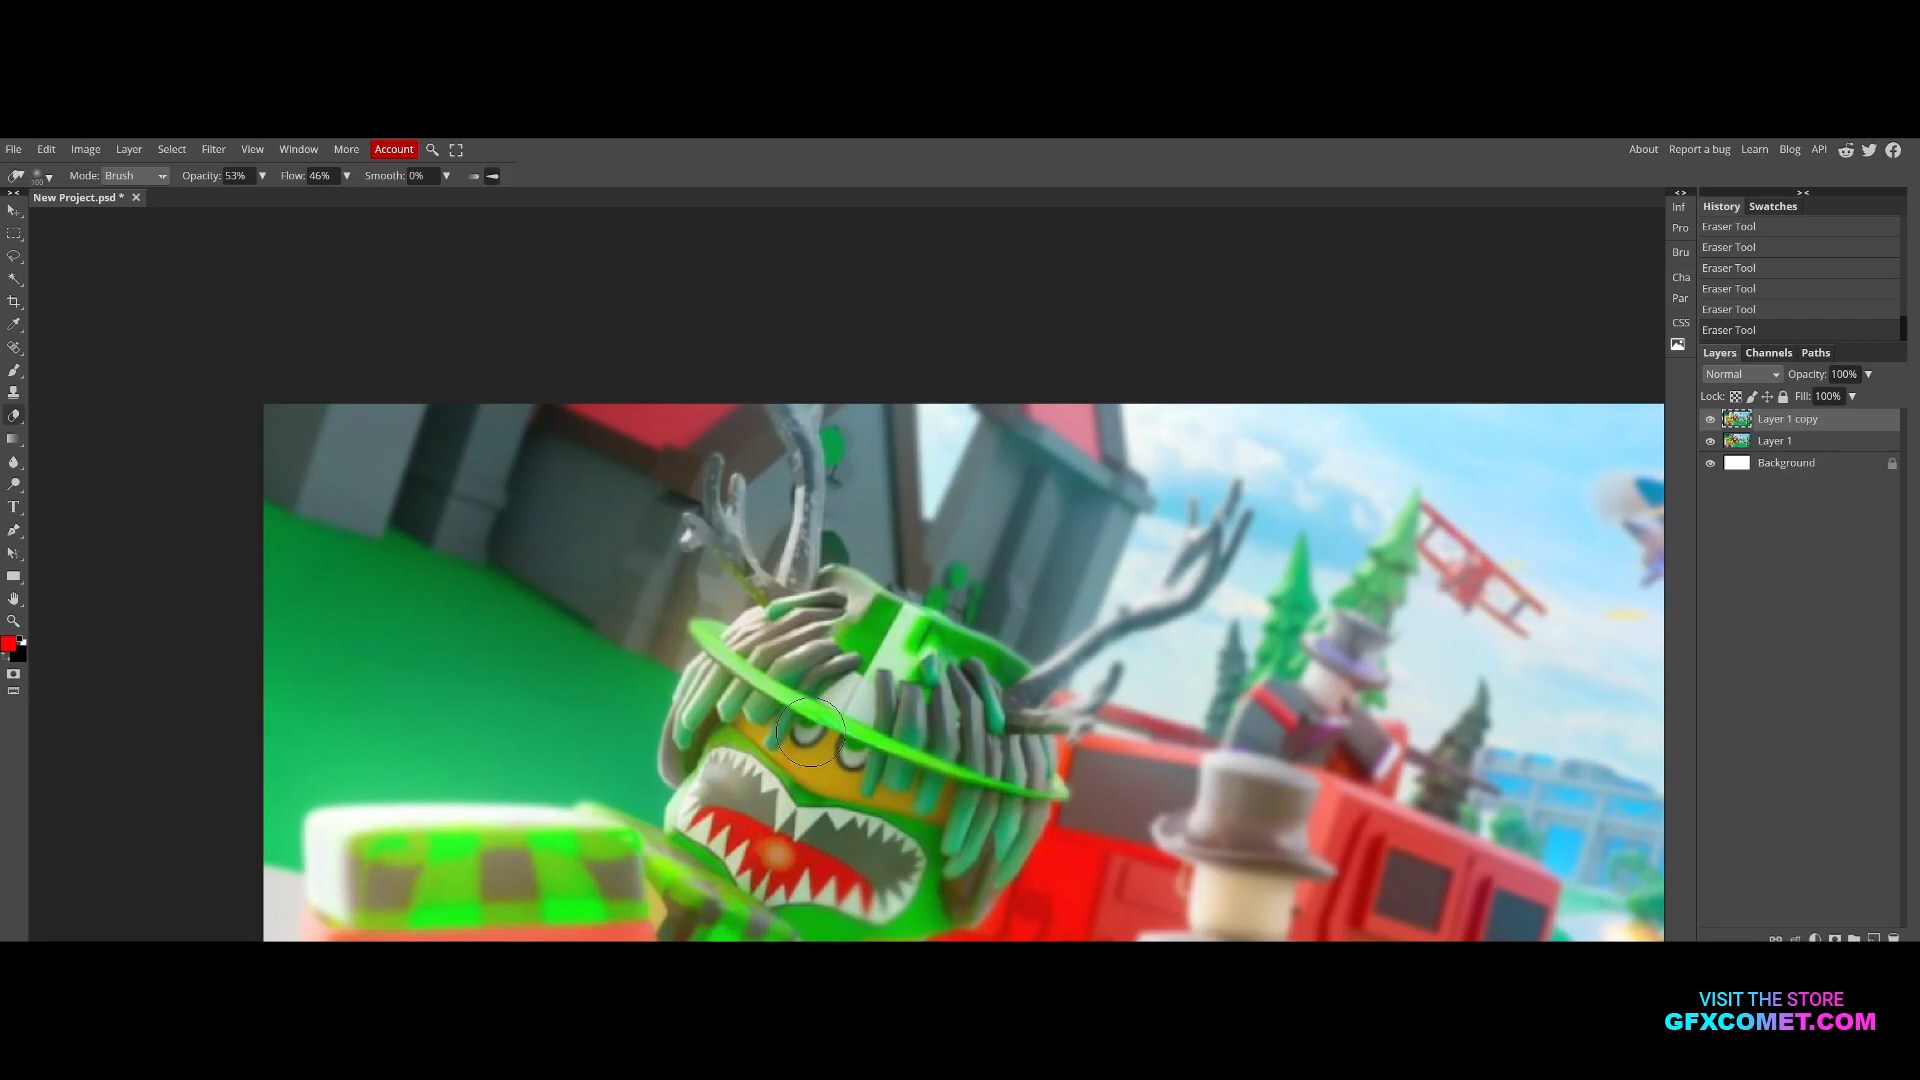 File Edit Image Layer Select Filter View Window More Account About Report a bug Learn Blog API
100 Mode: Brush Opacity: 53% Flow: 46% Smooth: 0%
New Project.psd *
Inf
Pro
Bru
Cha
Par
CSS
History Swatches
Eraser Tool
Eraser Tool
Eraser Tool
Eraser Tool
Eraser Tool
Eraser Tool
Layers Channels Paths
Normal Opacity: 100%
Lock: Fill: 100%
Layer 1 copy
Layer 1
Background
VISIT THE STORE
GFXCOMET.COM